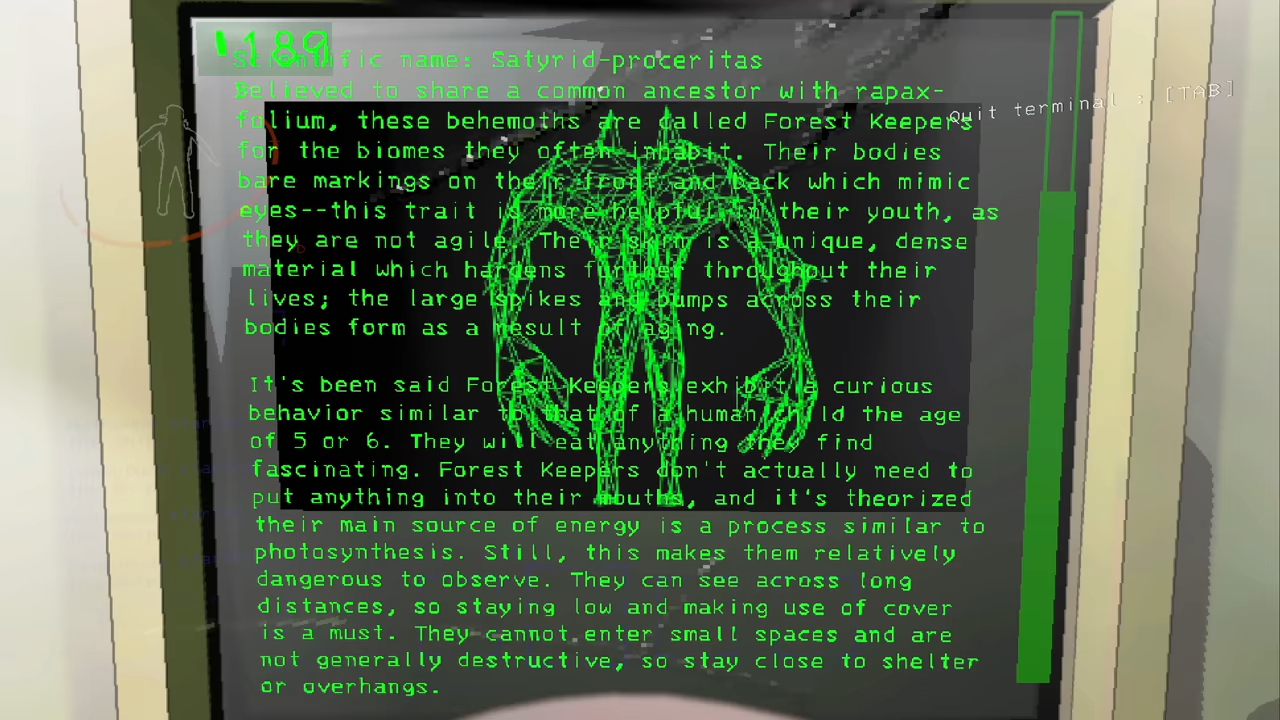 189
Scientific name: Satyrid-proceritas
Believed to share a common ancestor with rapax-
folium, these behemoths are called Forest Keepers
Quit terminal : [TAB]
for the biomes they often inhabit. Their bodies
bare markings on their front and back which mimic
eyes--this trait is more helpful in their youth, as
they are not agile. Their skin is a unique, dense
material which hardens further throughout their
lives; the large spikes and bumps across their
bodies form as a result of aging.
It's been said Forest Keepers exhibit a curious
behavior similar to that of a human child the age
of 5 or 6. They will eat anything they find
fascinating. Forest Keepers don't actually need to
put anything into their mouths, and it's theorized
their main source of energy is a process similar to
photosynthesis. Still, this makes them relatively
dangerous to observe. They can see across long
distances, so staying low and making use of cover
is a must. They cannot enter small spaces and are
not generally destructive, so stay close to shelter
or overhangs.